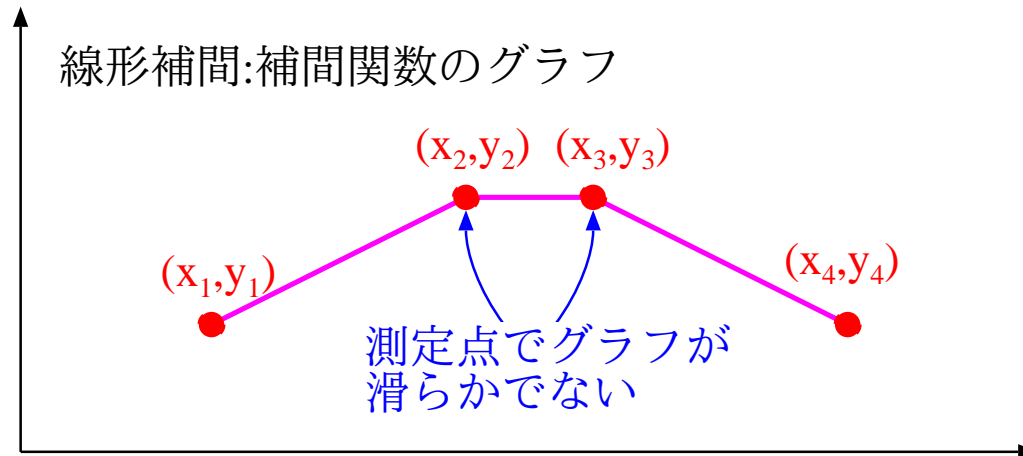 線形補間:補間関数のグラフ
(x₂,y₂) (x₃,y₃)
(x₁,y₁)
(x₄,y₄)
測定点でグラフが
滑らかでない